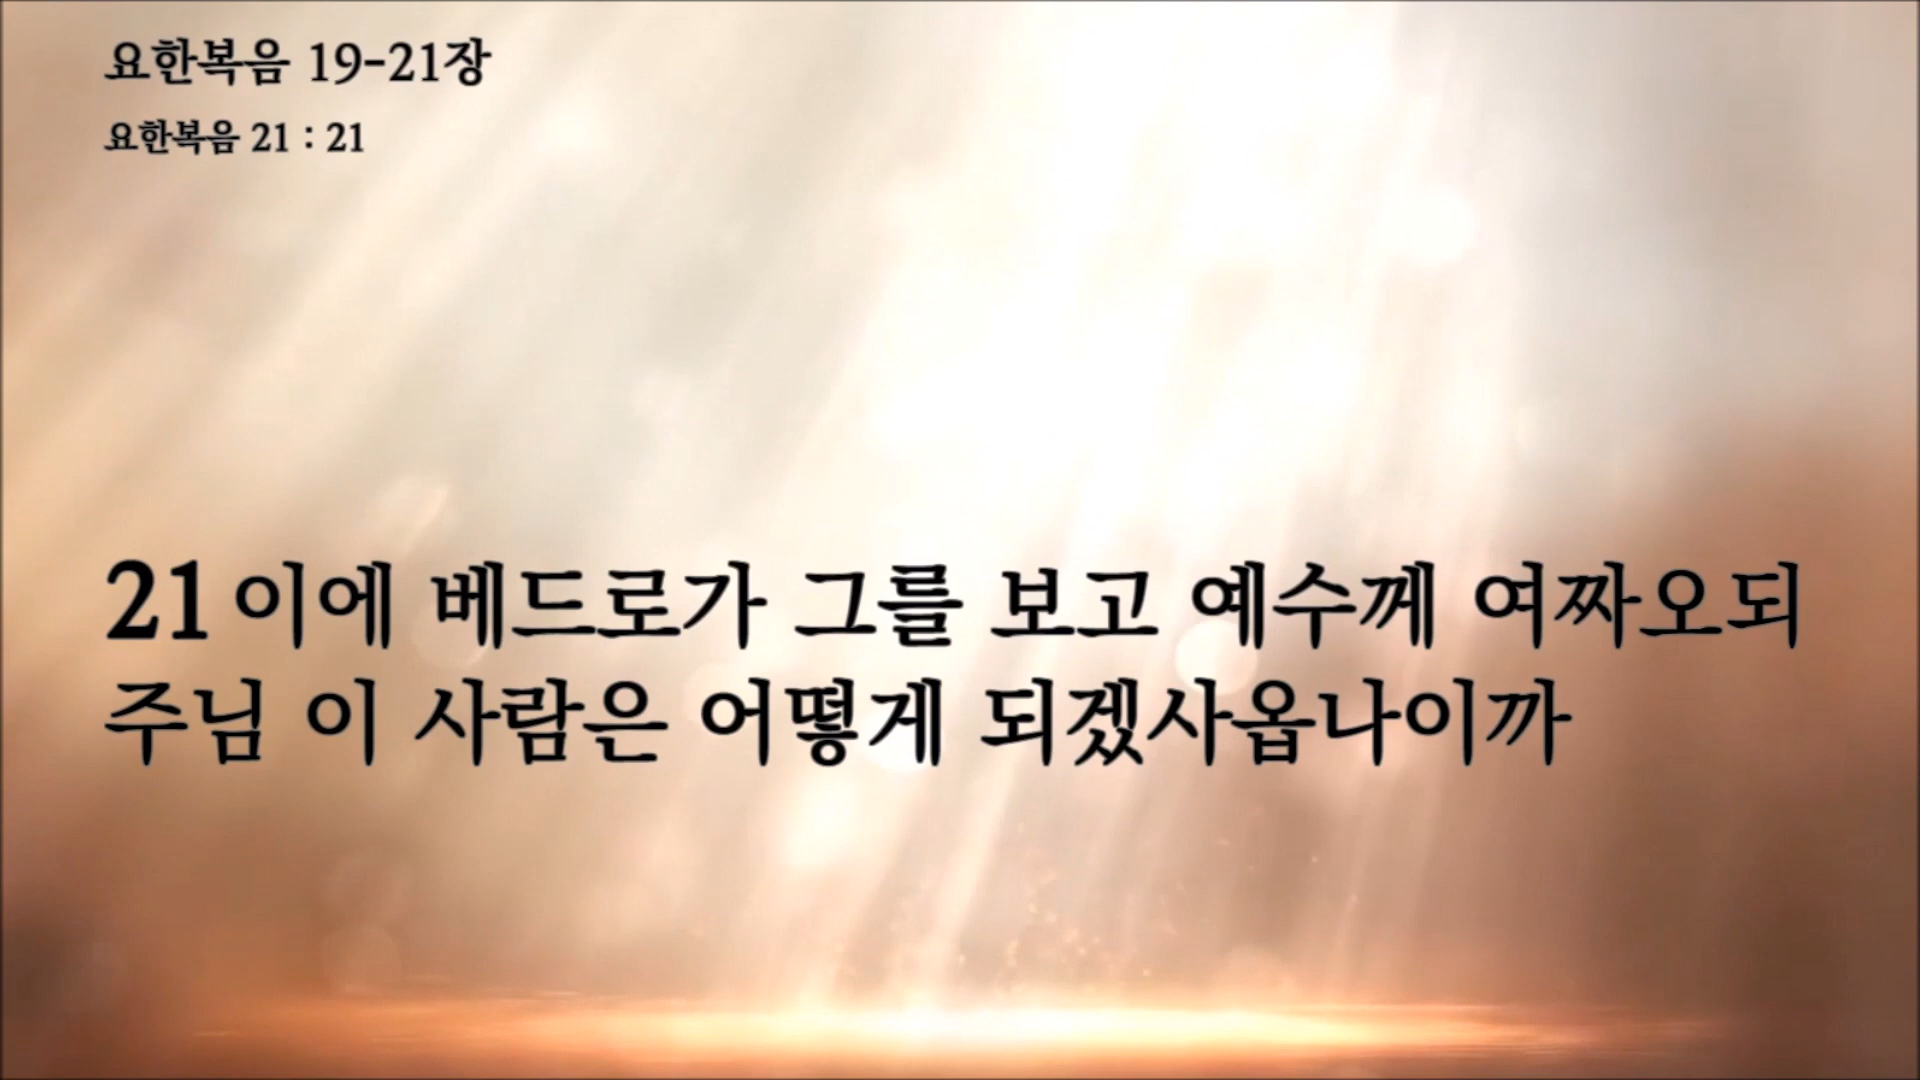 요한복음 19-21장
요한복음 21 : 21
21 이에 베드로가 그를 보고 예수께 여짜오되
주님 이 사람은 어떻게 되겠사옵나이까